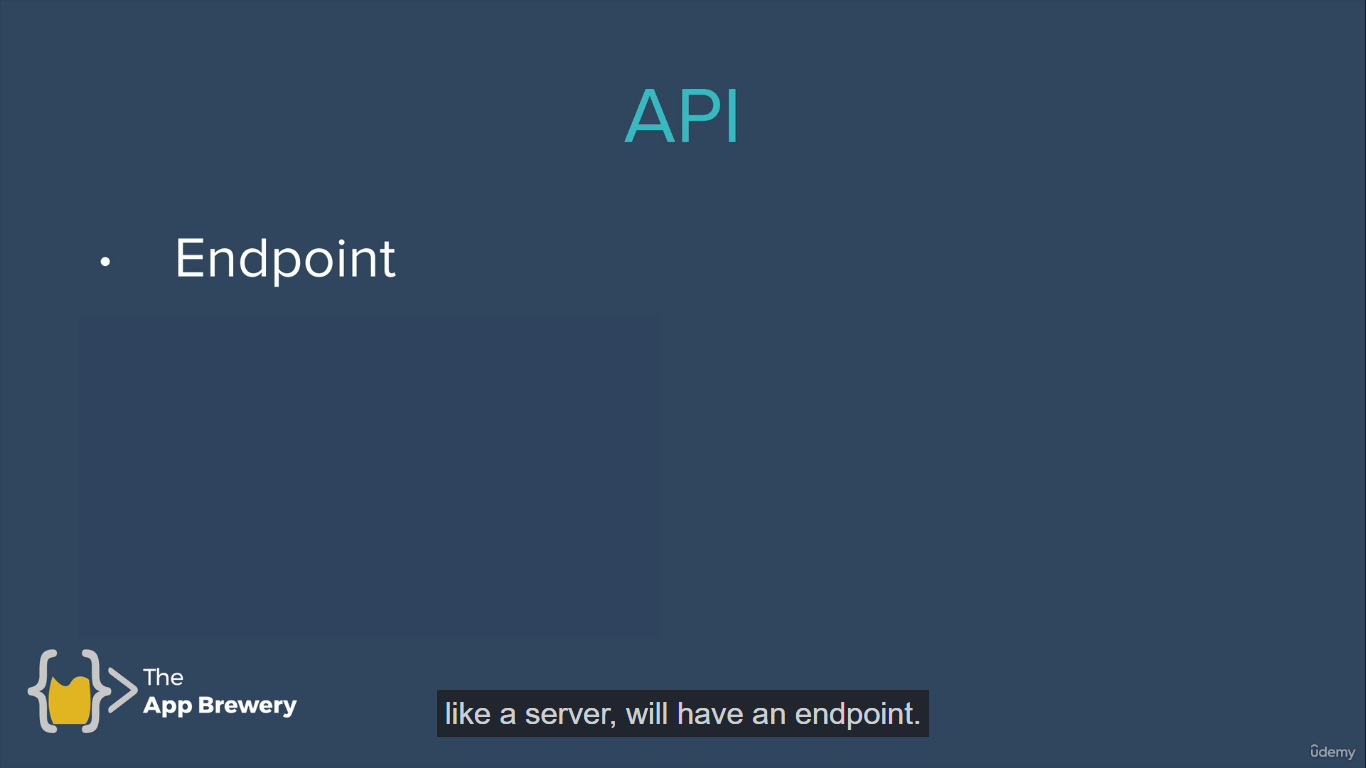 API
• Endpoint
The
App Brewery
like a server, will have an endpoint.
ûdemy